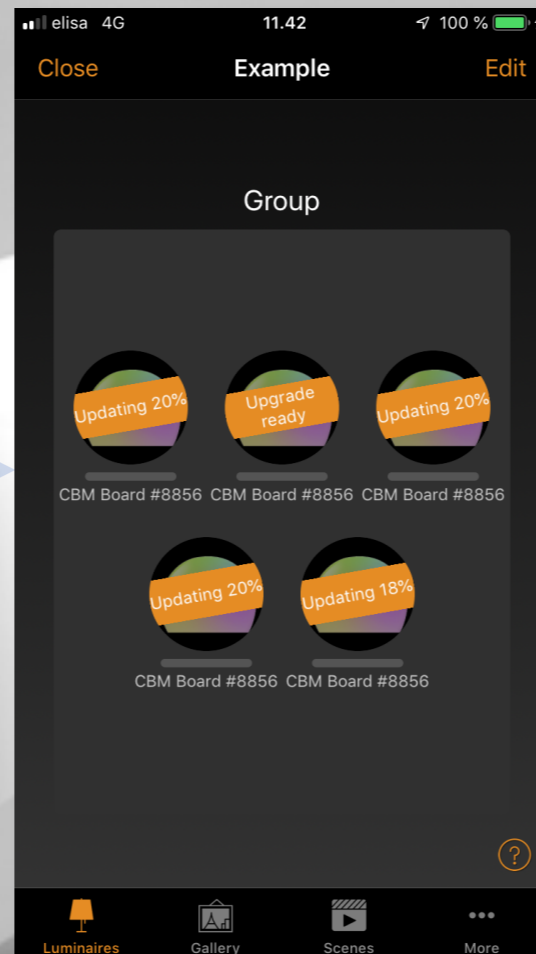 elisa 4G 11.42 100 %
Close Example Edit
Group
Updating 20%
Upgrade
ready
Updating 20%
CBM Board #8856 CBM Board #8856 CBM Board #8856
Updating 20% Updating 18%
CBM Board #8856 CBM Board #8856
?
Luminaires Gallery Scenes More